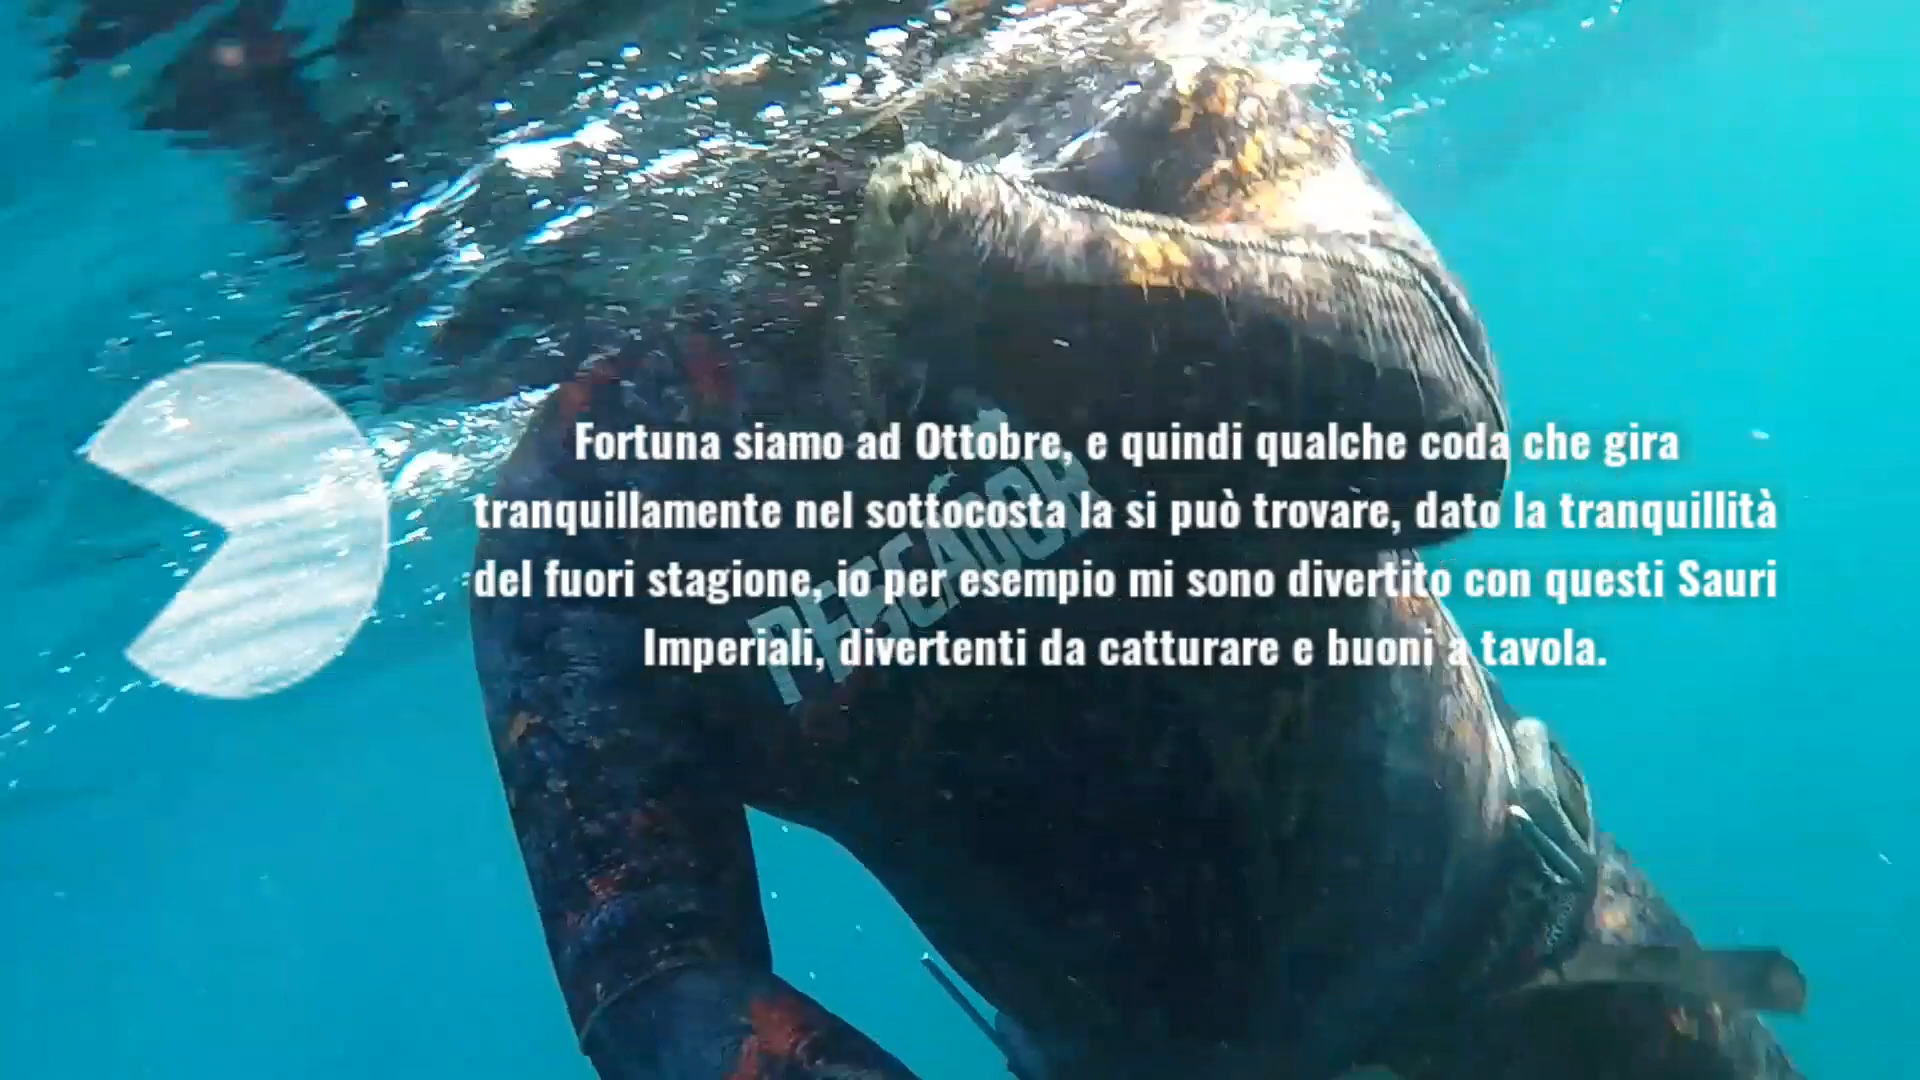 Fortuna siamo ad Ottobre, e quindi qualche coda che gira
tranquillamente nel sottocosta la si può trovare, dato la tranquillità
del fuori stagione, io per esempio mi sono divertito con questi Sauri
Imperiali, divertenti da catturare e buoni a tavola.
PESCADOR